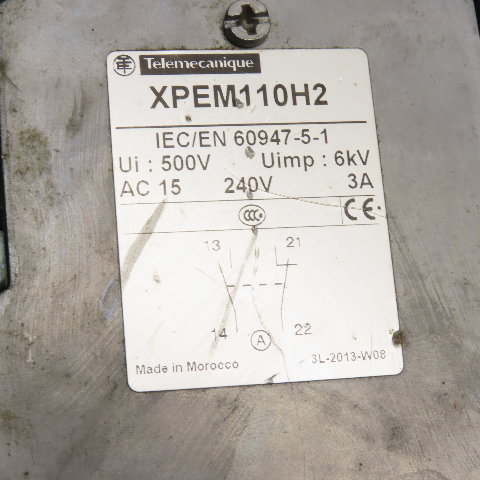 Telemecanique
XPEM110H2
IEC/EN 60947-5-1
Ui : 500V Uimp : 6kV
AC 15 240V 3A
CCC CE
13 21
14 A 22
Made in Morocco 3L-2013-W08